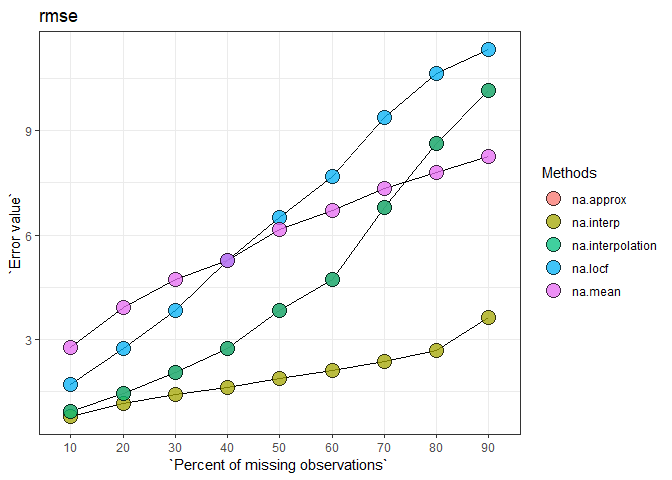 rmse
9
6
3
`Error value`
10 20 30 40 50 60 70 80 90
`Percent of missing observations`
Methods
na.approx
na.interp
na.interpolation
na.locf
na.mean